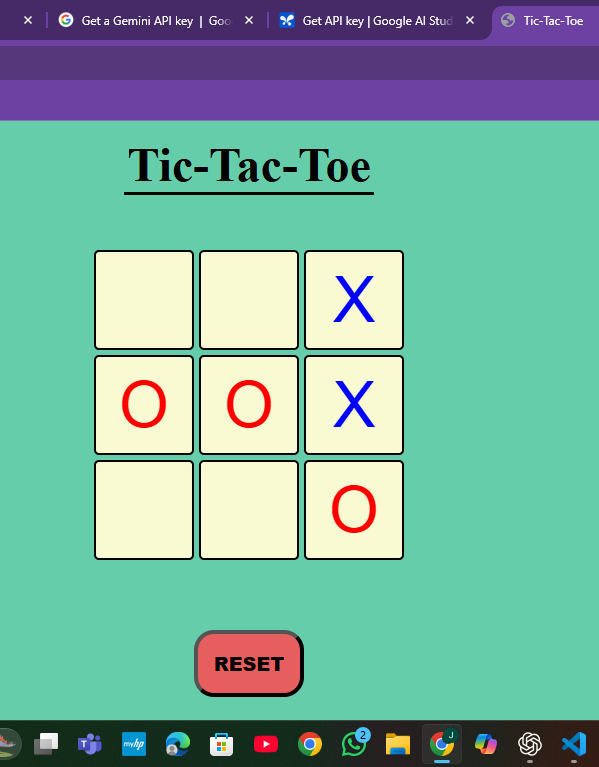 Get a Gemini API key | Goo
Get API key | Google AI Stud
Tic-Tac-Toe
Tic-Tac-Toe
X
O O X
O
RESET
myhp
2
J